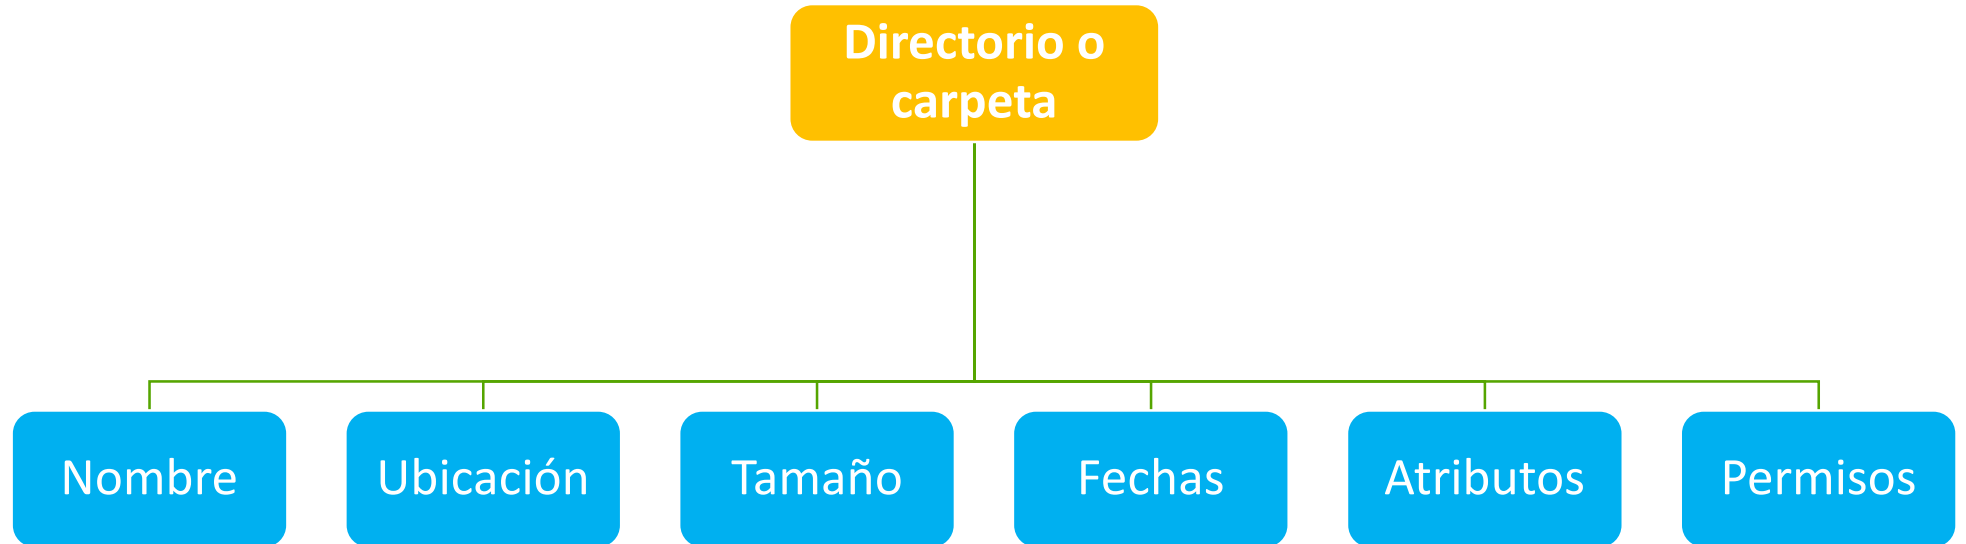 Directorio o
carpeta
Nombre
Ubicación
Tamaño
Fechas
Atributos
Permisos